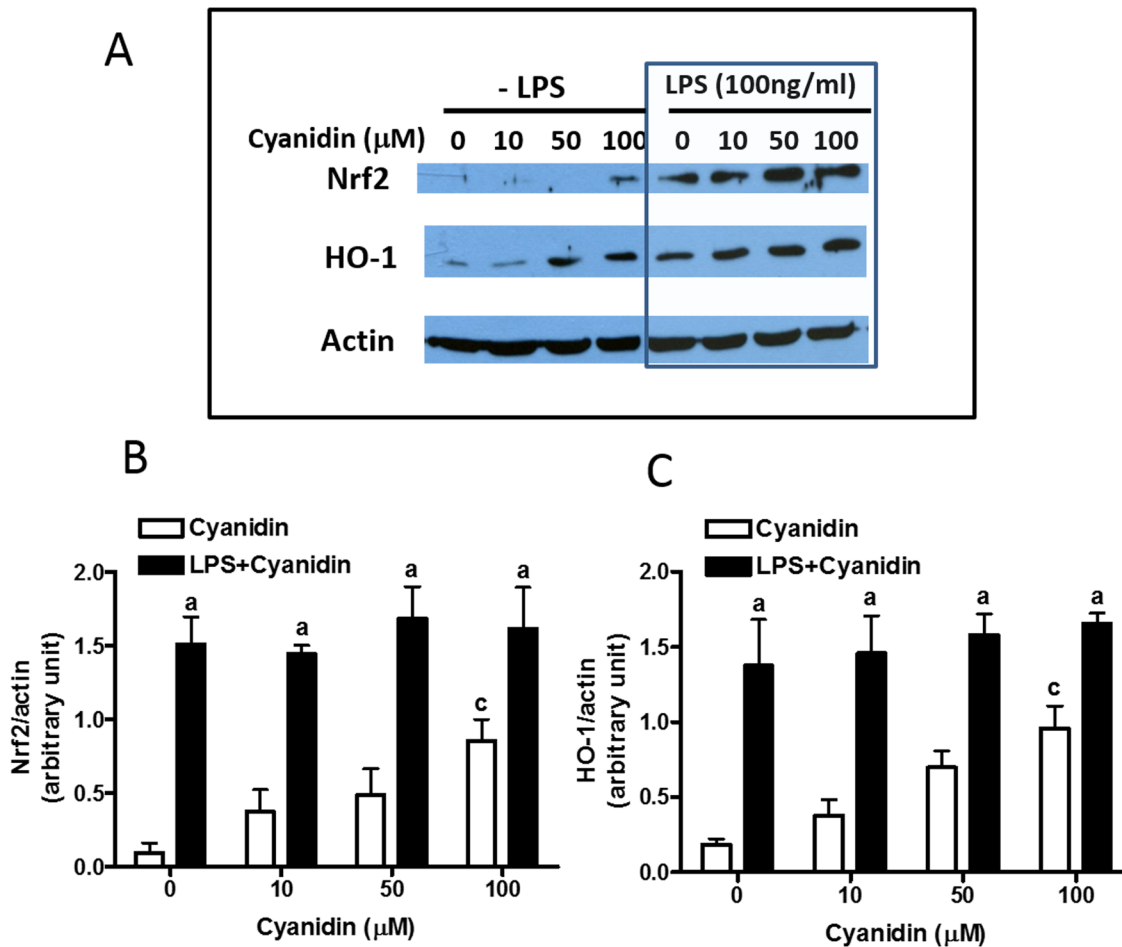 A
- LPS
LPS (100ng/ml)
Cyanidin (μM) 0 10 50 100 0 10 50 100
Nrf2
HO-1
Actin
B
Cyanidin
LPS+Cyanidin
2.0
1.5
1.0
0.5
0.0
Nrf2/actin
(arbitrary unit)
a
a
a
a
c
0 10 50 100
Cyanidin (μM)
C
Cyanidin
LPS+Cyanidin
2.0
1.5
1.0
0.5
0.0
HO-1/actin
(arbitrary unit)
a
a
a
a
c
0 10 50 100
Cyanidin (μM)